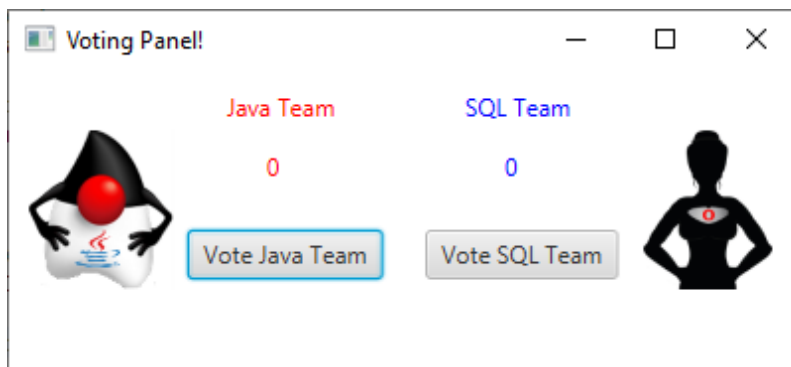 Voting Panel!
Java Team
SQL Team
0
0
Vote Java Team
Vote SQL Team
O